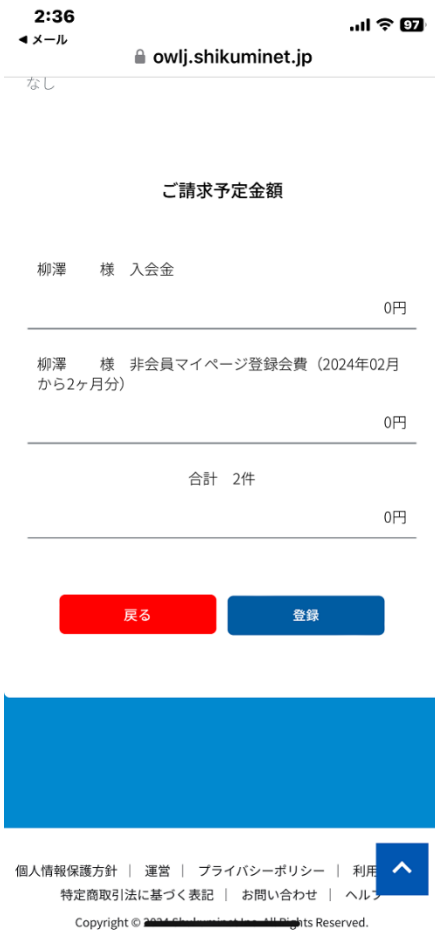 2:36
97
◀ メール
owlj.shikuminet.jp
なし
ご請求予定金額
柳澤 様 入会金
0円
柳澤 様 非会員マイページ登録会費（2024年02月
から2ヶ月分）
0円
合計 2件
0円
戻る 登録
個人情報保護方針 | 運営 | プライバシーポリシー | 利用
特定商取引法に基づく表記 | お問い合わせ | ヘルプ
Copyright © Rights Reserved.